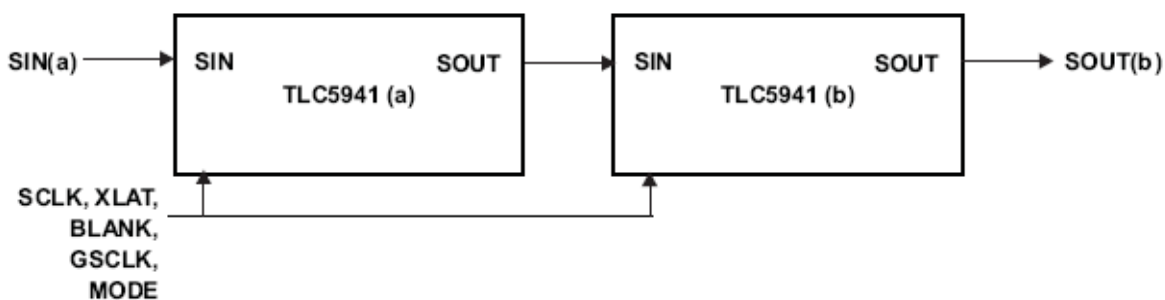 SIN(a)
SIN
SOUT
TLC5941 (a)
SIN
SOUT
TLC5941 (b)
SOUT(b)
SCLK, XLAT,
BLANK,
GSCLK,
MODE